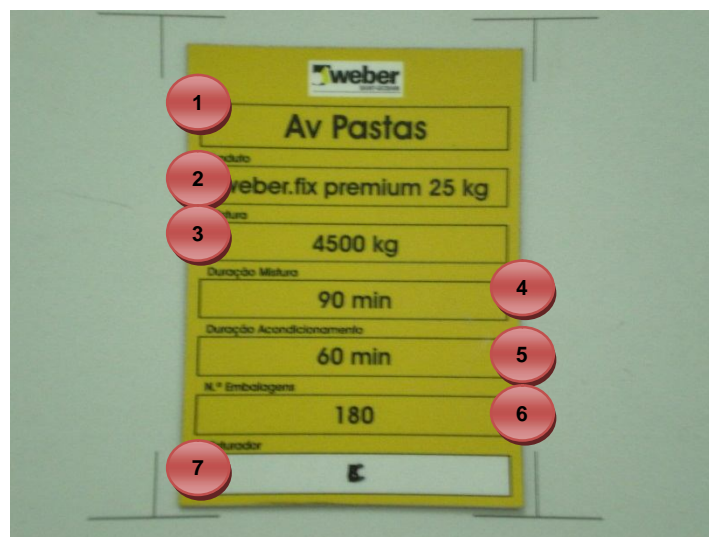 weber
1
Av Pastas
2
weber.fix premium 25 kg
3
4500 kg
Duração Mistura
4
90 min
Duração Acondicionamento
5
60 min
N.º Embalagens
6
180
7